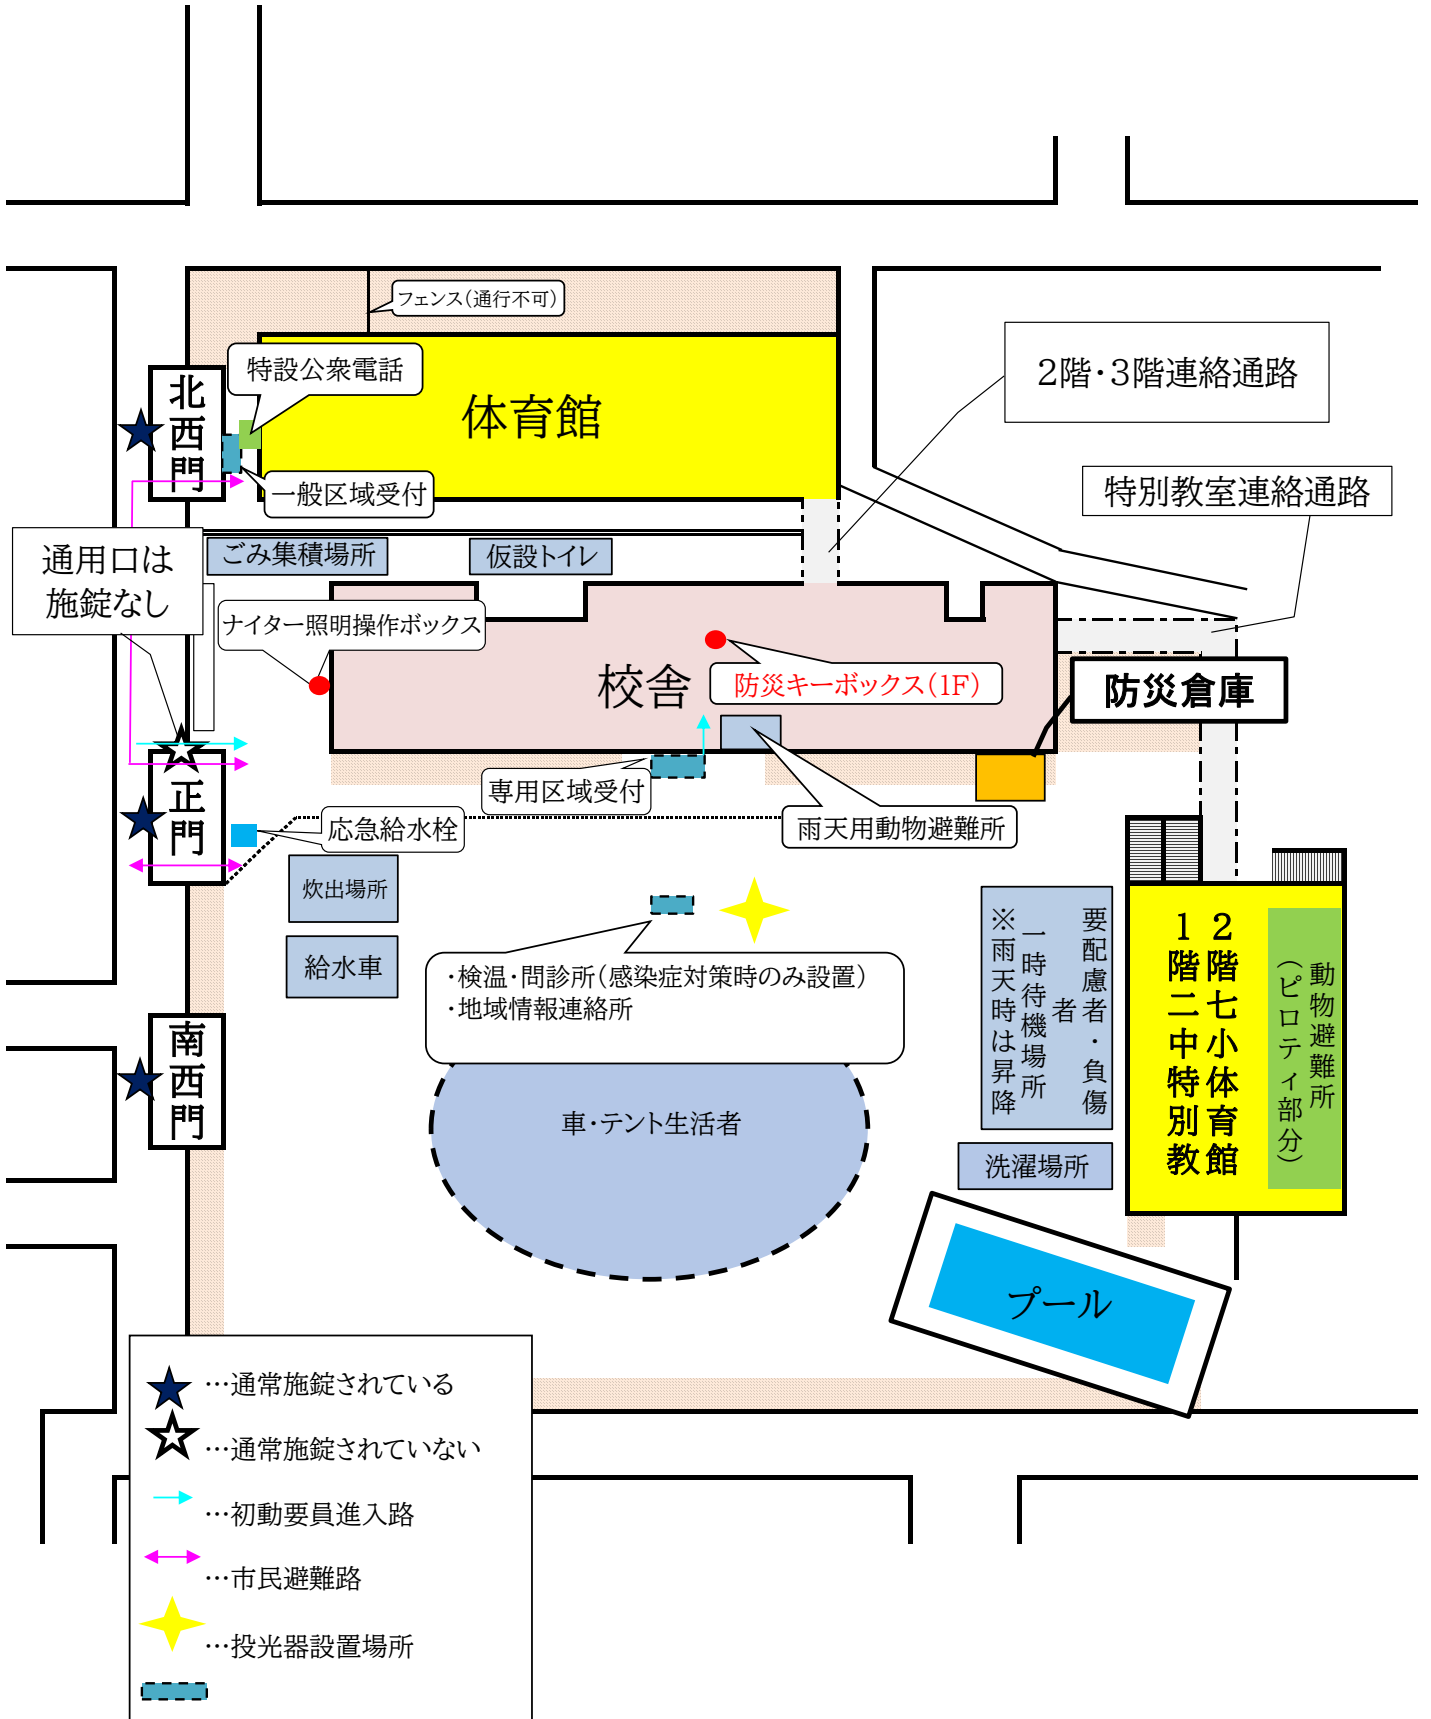 フェンス(通行不可)
特設公衆電話
体育館
2階・3階連絡通路
北西門
一般区域受付
特別教室連絡通路
通用口は
施錠なし
ごみ集積場所
仮設トイレ
ナイター照明操作ボックス
校舎
防災キーボックス(1F)
防災倉庫
正門
専用区域受付
応急給水栓
雨天用動物避難所
炊出場所
給水車
・検温・問診所(感染症対策時のみ設置)
・地域情報連絡所
要配慮者・負傷
者
一時待機場所
※雨天時は昇降
2階七小体育館
1階二中特別教
動物避難所
(ピロティ部分)
南西門
車・テント生活者
洗濯場所
プール
…通常施錠されている
…通常施錠されていない
…初動要員進入路
…市民避難路
…投光器設置場所